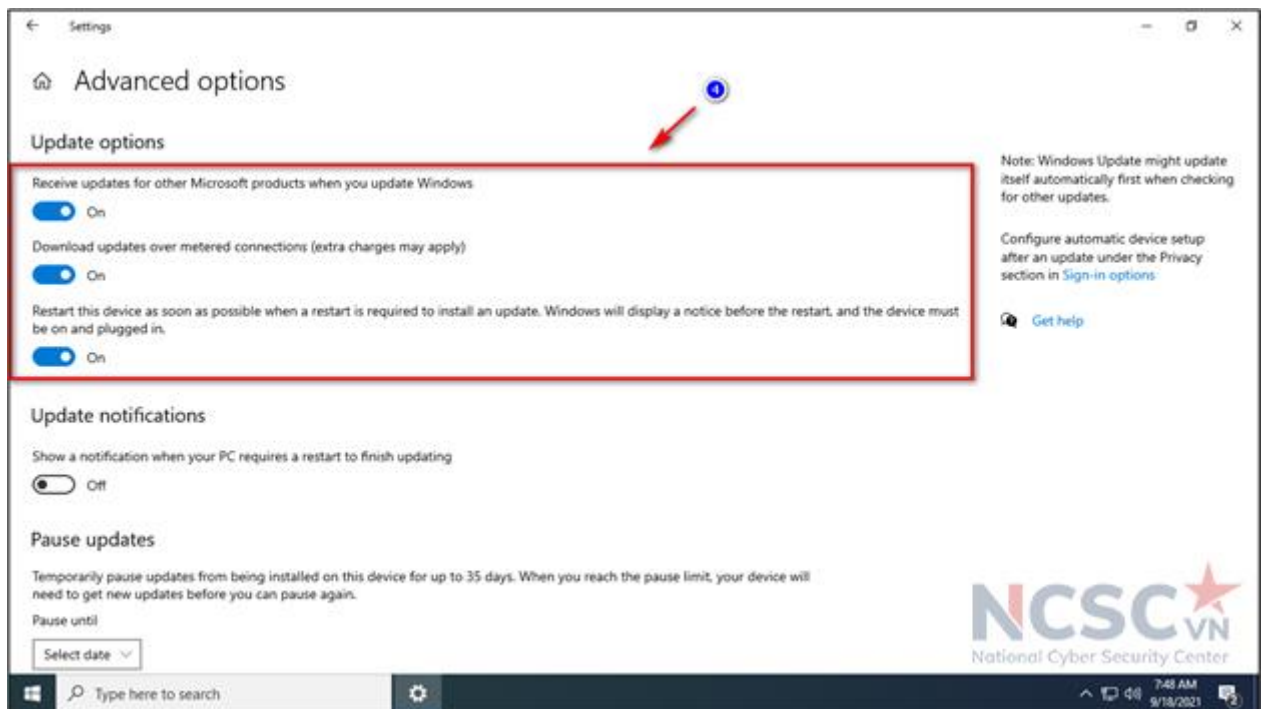 Settings
Advanced options
4
Update options
Receive updates for other Microsoft products when you update Windows
On
Download updates over metered connections (extra charges may apply)
On
Restart this device as soon as possible when a restart is required to install an update. Windows will display a notice before the restart, and the device must
be on and plugged in.
On
Update notifications
Show a notification when your PC requires a restart to finish updating
Off
Pause updates
Temporarily pause updates from being installed on this device for up to 35 days. When you reach the pause limit, your device will
need to get new updates before you can pause again.
Pause until
Select date
Note: Windows Update might update
itself automatically first when checking
for other updates.
Configure automatic device setup
after an update under the Privacy
section in Sign-in options
Get help
NCSC
VN
National Cyber Security Center
Type here to search
7:48 AM
9/18/2021
2